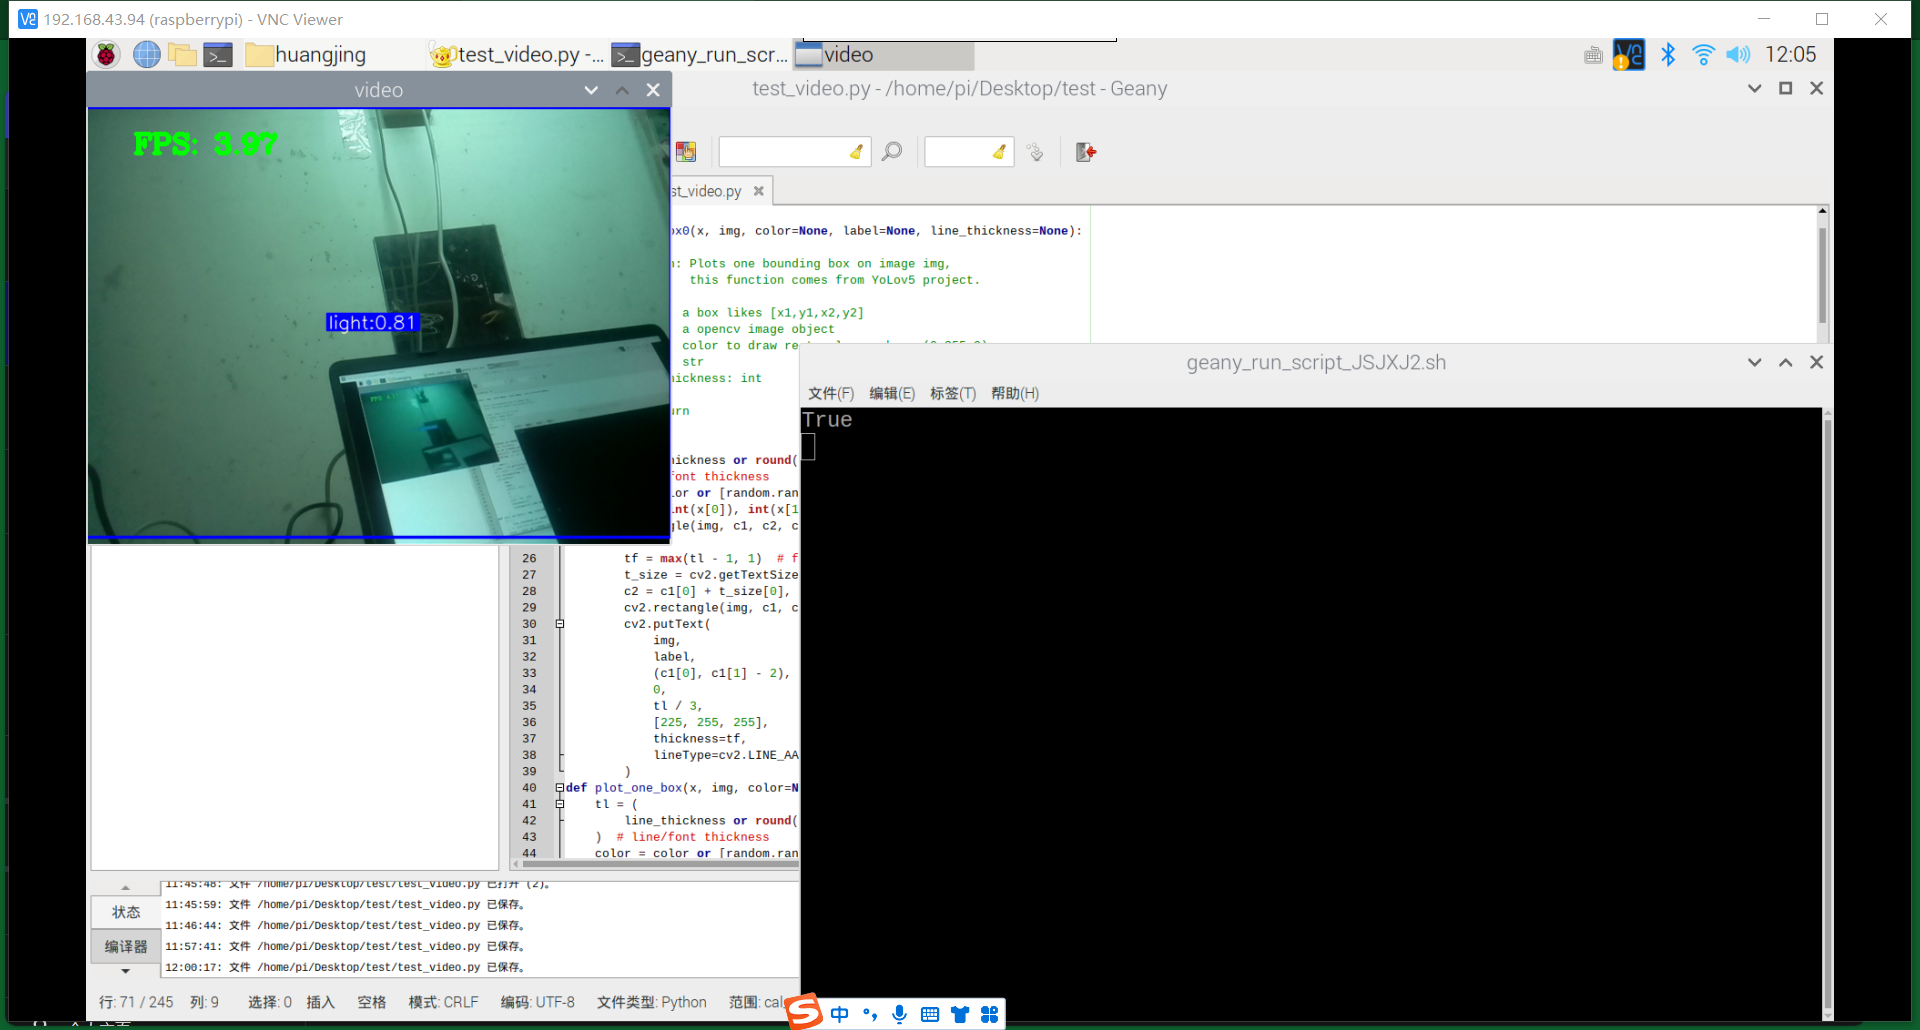 192.168.43.94 (raspberrypi) - VNC Viewer
huangjing
test_video.py -...
geany_run_scr...
video
12:05
video
test_video.py - /home/pi/Desktop/test - Geany
FPS: 3.97
light:0.81
st_video.py
ox0(x, img, color=None, label=None, line_thickness=None):
n: Plots one bounding box on image img,
this function comes from YoLov5 project.
a box likes [x1,y1,x2,y2]
a opencv image object
color to draw re
str
hickness: int
urn
hickness or round(
font thickness
lor or [random.ran
int(x[0]), int(x[1
gle(img, c1, c2, c
26 tf = max(tl - 1, 1) # f
27 t_size = cv2.getTextSize
28 c2 = c1[0] + t_size[0],
29 cv2.rectangle(img, c1, c
30 cv2.putText(
31 img,
32 label,
33 (c1[0], c1[1] - 2),
34 0,
35 tl / 3,
36 [225, 255, 255],
37 thickness=tf,
38 lineType=cv2.LINE_AA
39 )
40 def plot_one_box(x, img, color=N
41 tl = (
42 line_thickness or round(
43 ) # line/font thickness
44 color = color or [random.ran
geany_run_script_JSJXJ2.sh
文件(F) 编辑(E) 标签(T) 帮助(H)
True
状态
编译器
11:45:48: 文件 /home/pi/Desktop/test/test_video.py 已打开 (2)。
11:45:59: 文件 /home/pi/Desktop/test/test_video.py 已保存。
11:46:44: 文件 /home/pi/Desktop/test/test_video.py 已保存。
11:57:41: 文件 /home/pi/Desktop/test/test_video.py 已保存。
12:00:17: 文件 /home/pi/Desktop/test/test_video.py 已保存。
行: 71 / 245 列: 9 选择: 0 插入 空格 模式: CRLF 编码: UTF-8 文件类型: Python 范围: cal
中